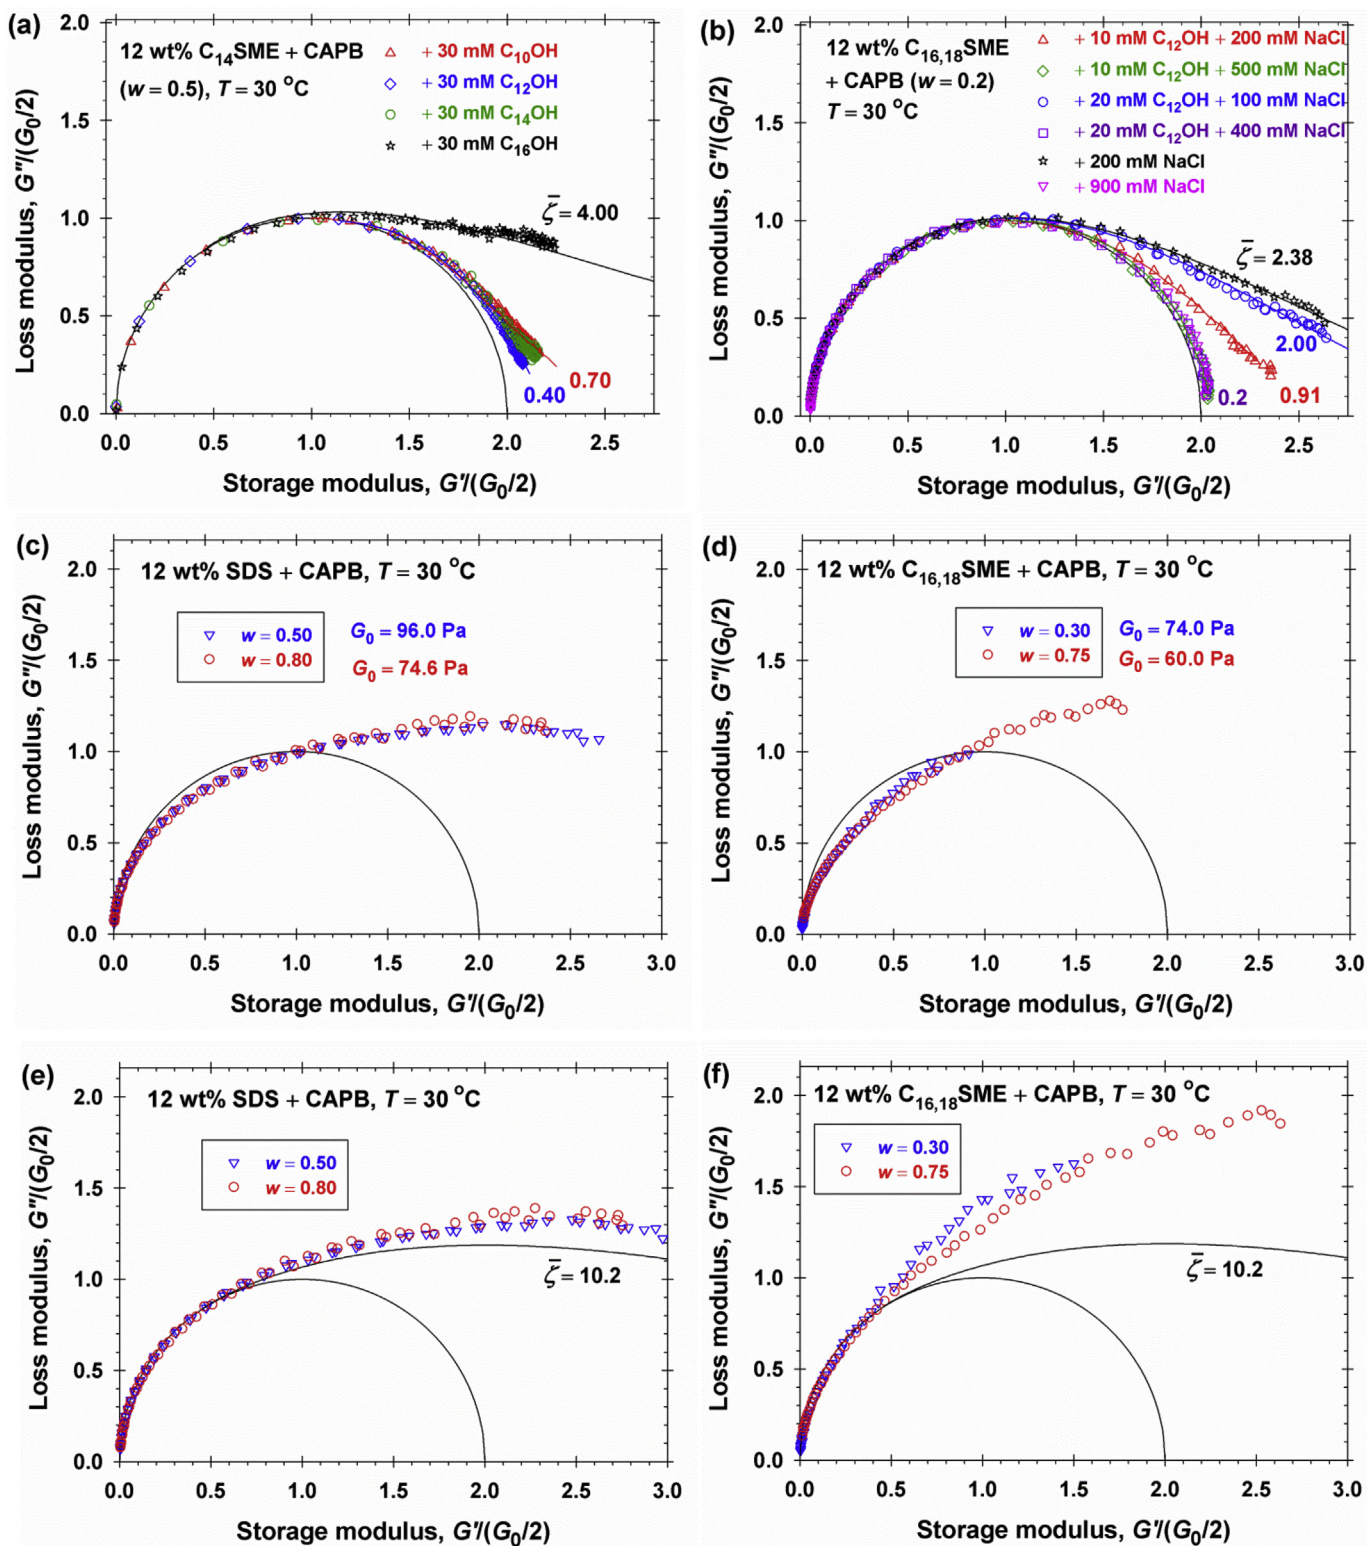 (a)
12 wt% C₁₄SME + CAPB
(w = 0.5), T = 30 °C
+ 30 mM C₁₀OH
+ 30 mM C₁₂OH
+ 30 mM C₁₄OH
+ 30 mM C₁₆OH
ζ̄ = 4.00
0.70
0.40
2.0
1.5
1.0
0.5
0.0
0.0 0.5 1.0 1.5 2.0 2.5
Loss modulus, G''/(G₀/2)
Storage modulus, G'/(G₀/2)
(b)
12 wt% C₁₆,₁₈SME
+ CAPB (w = 0.2)
T = 30 °C
+ 10 mM C₁₂OH + 200 mM NaCl
+ 10 mM C₁₂OH + 500 mM NaCl
+ 20 mM C₁₂OH + 100 mM NaCl
+ 20 mM C₁₂OH + 400 mM NaCl
+ 200 mM NaCl
+ 900 mM NaCl
ζ̄ = 2.38
2.00
0.91
0.2
2.0
1.5
1.0
0.5
0.0
0.0 0.5 1.0 1.5 2.0 2.5
Loss modulus, G''/(G₀/2)
Storage modulus, G'/(G₀/2)
(c)
12 wt% SDS + CAPB, T = 30 °C
w = 0.50 G₀ = 96.0 Pa
w = 0.80 G₀ = 74.6 Pa
2.0
1.5
1.0
0.5
0.0
0.0 0.5 1.0 1.5 2.0 2.5 3.0
Loss modulus, G''/(G₀/2)
Storage modulus, G'/(G₀/2)
(d)
12 wt% C₁₆,₁₈SME + CAPB, T = 30 °C
w = 0.30 G₀ = 74.0 Pa
w = 0.75 G₀ = 60.0 Pa
2.0
1.5
1.0
0.5
0.0
0.0 0.5 1.0 1.5 2.0 2.5 3.0
Loss modulus, G''/(G₀/2)
Storage modulus, G'/(G₀/2)
(e)
12 wt% SDS + CAPB, T = 30 °C
w = 0.50
w = 0.80
ζ̄ = 10.2
2.0
1.5
1.0
0.5
0.0
0.0 0.5 1.0 1.5 2.0 2.5 3.0
Loss modulus, G''/(G₀/2)
Storage modulus, G'/(G₀/2)
(f)
12 wt% C₁₆,₁₈SME + CAPB, T = 30 °C
w = 0.30
w = 0.75
ζ̄ = 10.2
2.0
1.5
1.0
0.5
0.0
0.0 0.5 1.0 1.5 2.0 2.5 3.0
Loss modulus, G''/(G₀/2)
Storage modulus, G'/(G₀/2)